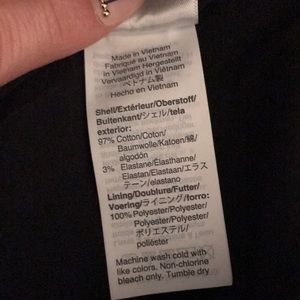 Made in Vietnam
Fabriqué au Vietnam
In Vietnam Hergestellt
Vervaardigd in Vietnam
ベトナム製
Hecho en Vietnam
Shell/Extérieur/Oberstoff/
Buitenkant/シェル/tela
exterior:
97% Cotton/Coton/
Baumwolle/Katoen/綿/
algodón
3% Elastane/Élasthanne/
Elastan/Elastaan/エラス
テーン/elastano
Lining/Doublure/Futter/
Voering/ライニング/forro:
100% Polyester/Polyester/
Polyester/Polyester/
ポリエステル/
poliéster
Machine wash cold with
like colors. Non-chlorine
bleach only. Tumble dry